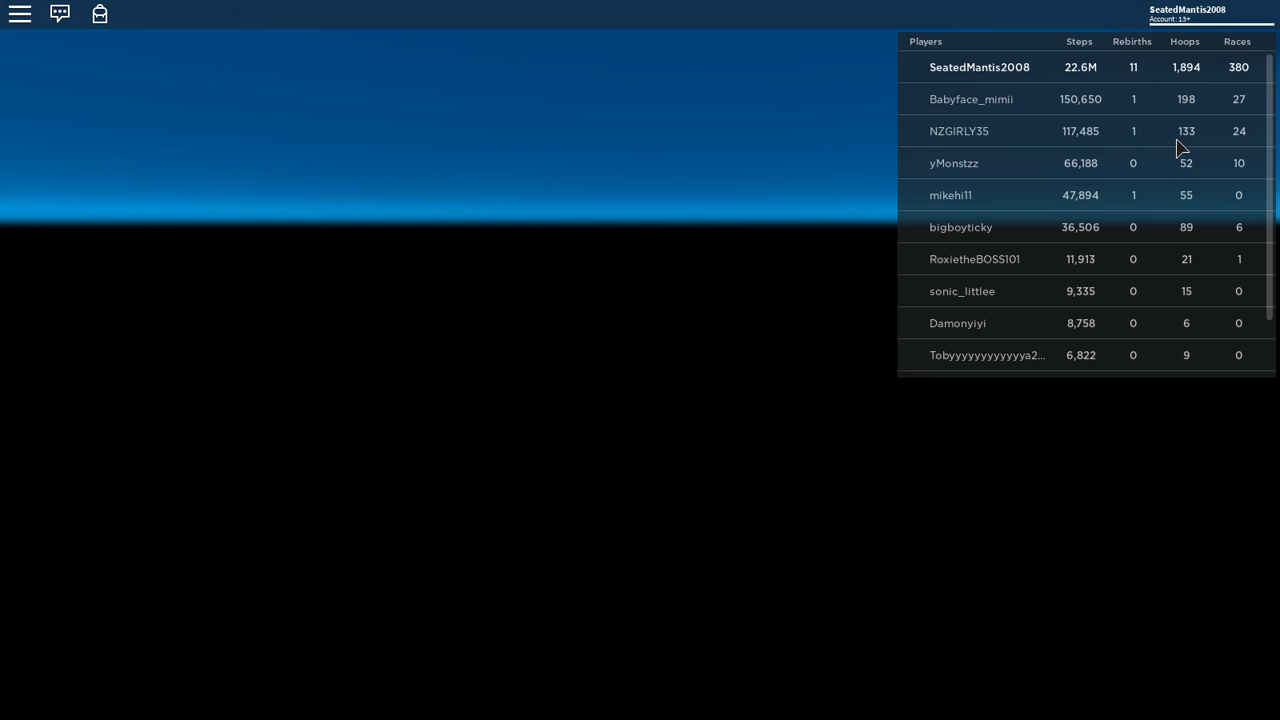 SeatedMantis2008
Account: 13+
Players Steps Rebirths Hoops Races
SeatedMantis2008 22.6M 11 1,894 380
Babyface_mimii 150,650 1 198 27
NZGIRLY35 117,485 1 133 24
yMonstzz 66,188 0 52 10
mikehi11 47,894 1 55 0
bigboyticky 36,506 0 89 6
RoxietheBOSS101 11,913 0 21 1
sonic_littlee 9,335 0 15 0
Damonyiyi 8,758 0 6 0
Tobyyyyyyyyyyyya2... 6,822 0 9 0